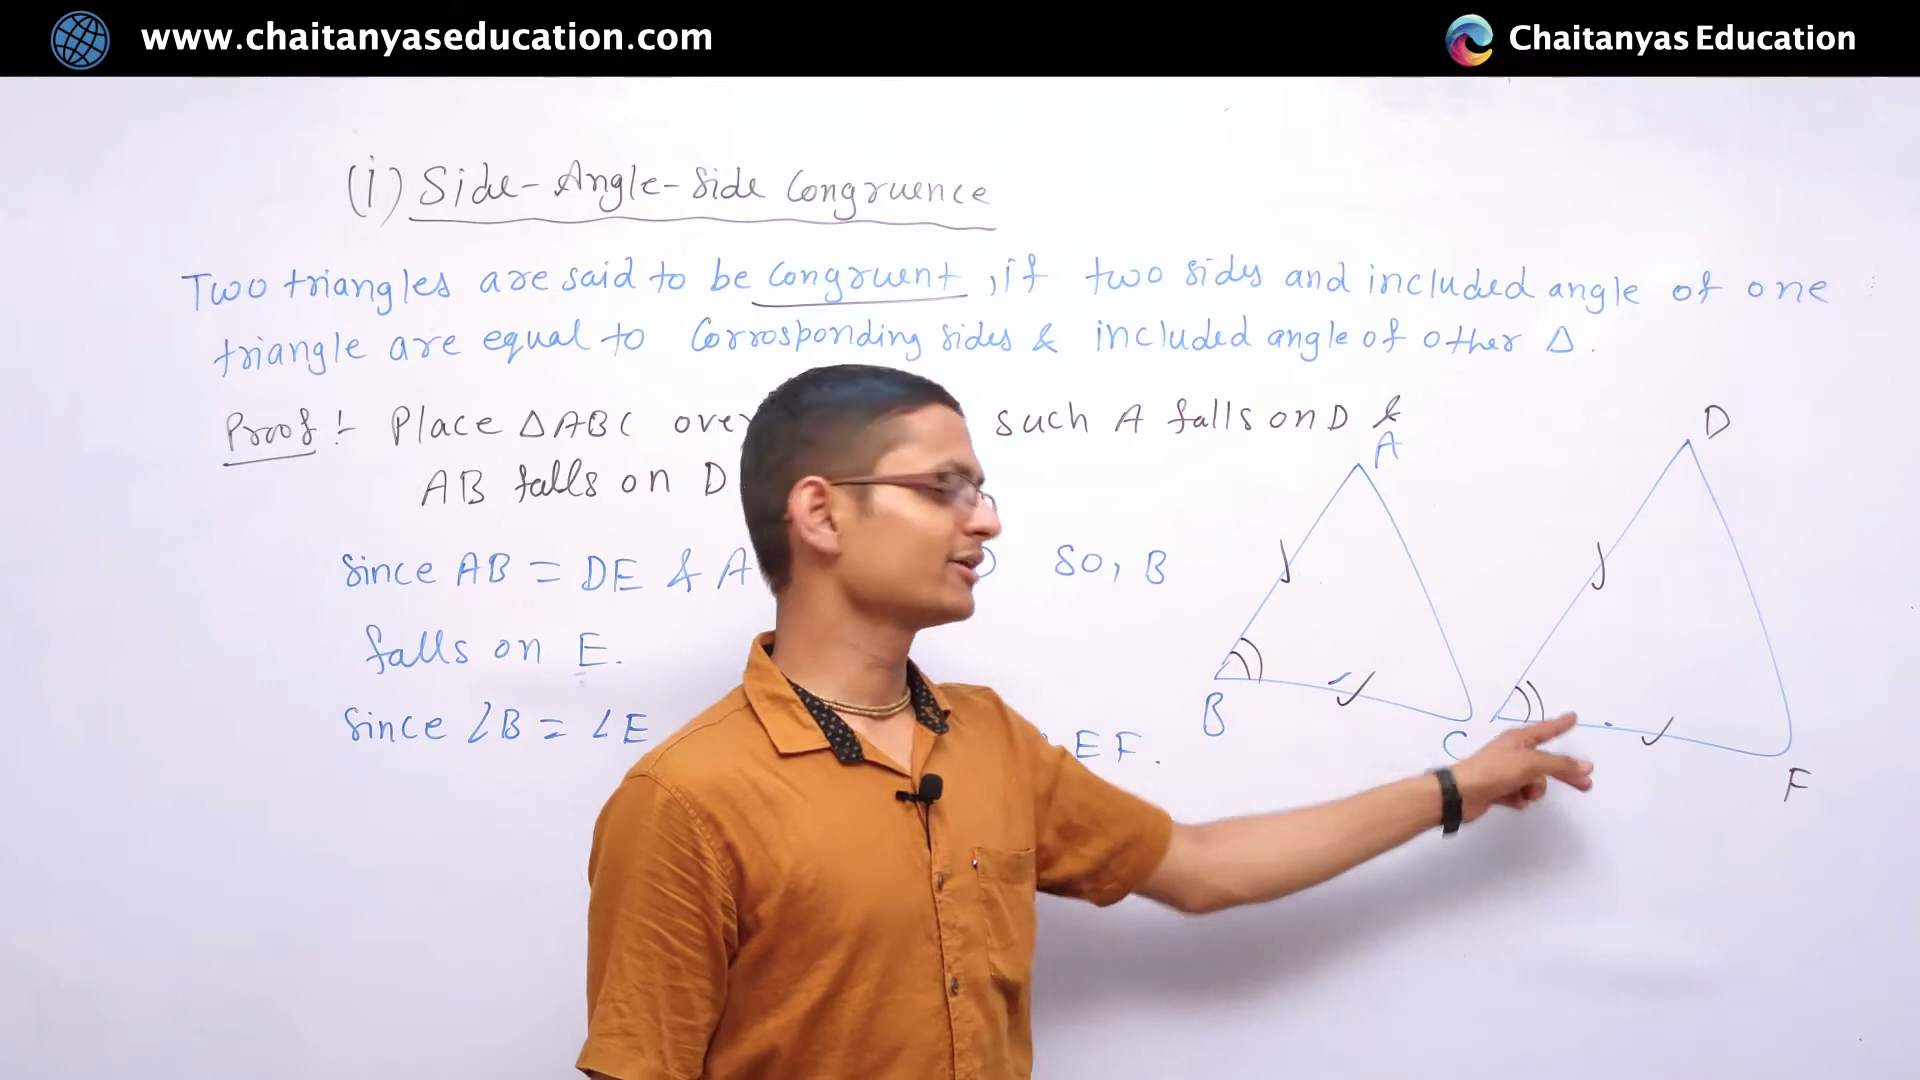 www.chaitanyaseducation.com
Chaitanyas Education
(i) Side-Angle-Side Congruence
Two triangles are said to be congruent, if two sides and included angle of one
triangle are equal to Corrosponding sides & included angle of other Δ.
Proof :- Place ΔABC over such A falls on D &
AB falls on D
Since AB = DE & A so, B
falls on E.
Since ∠B = ∠E EF.
A
B
C
D
F